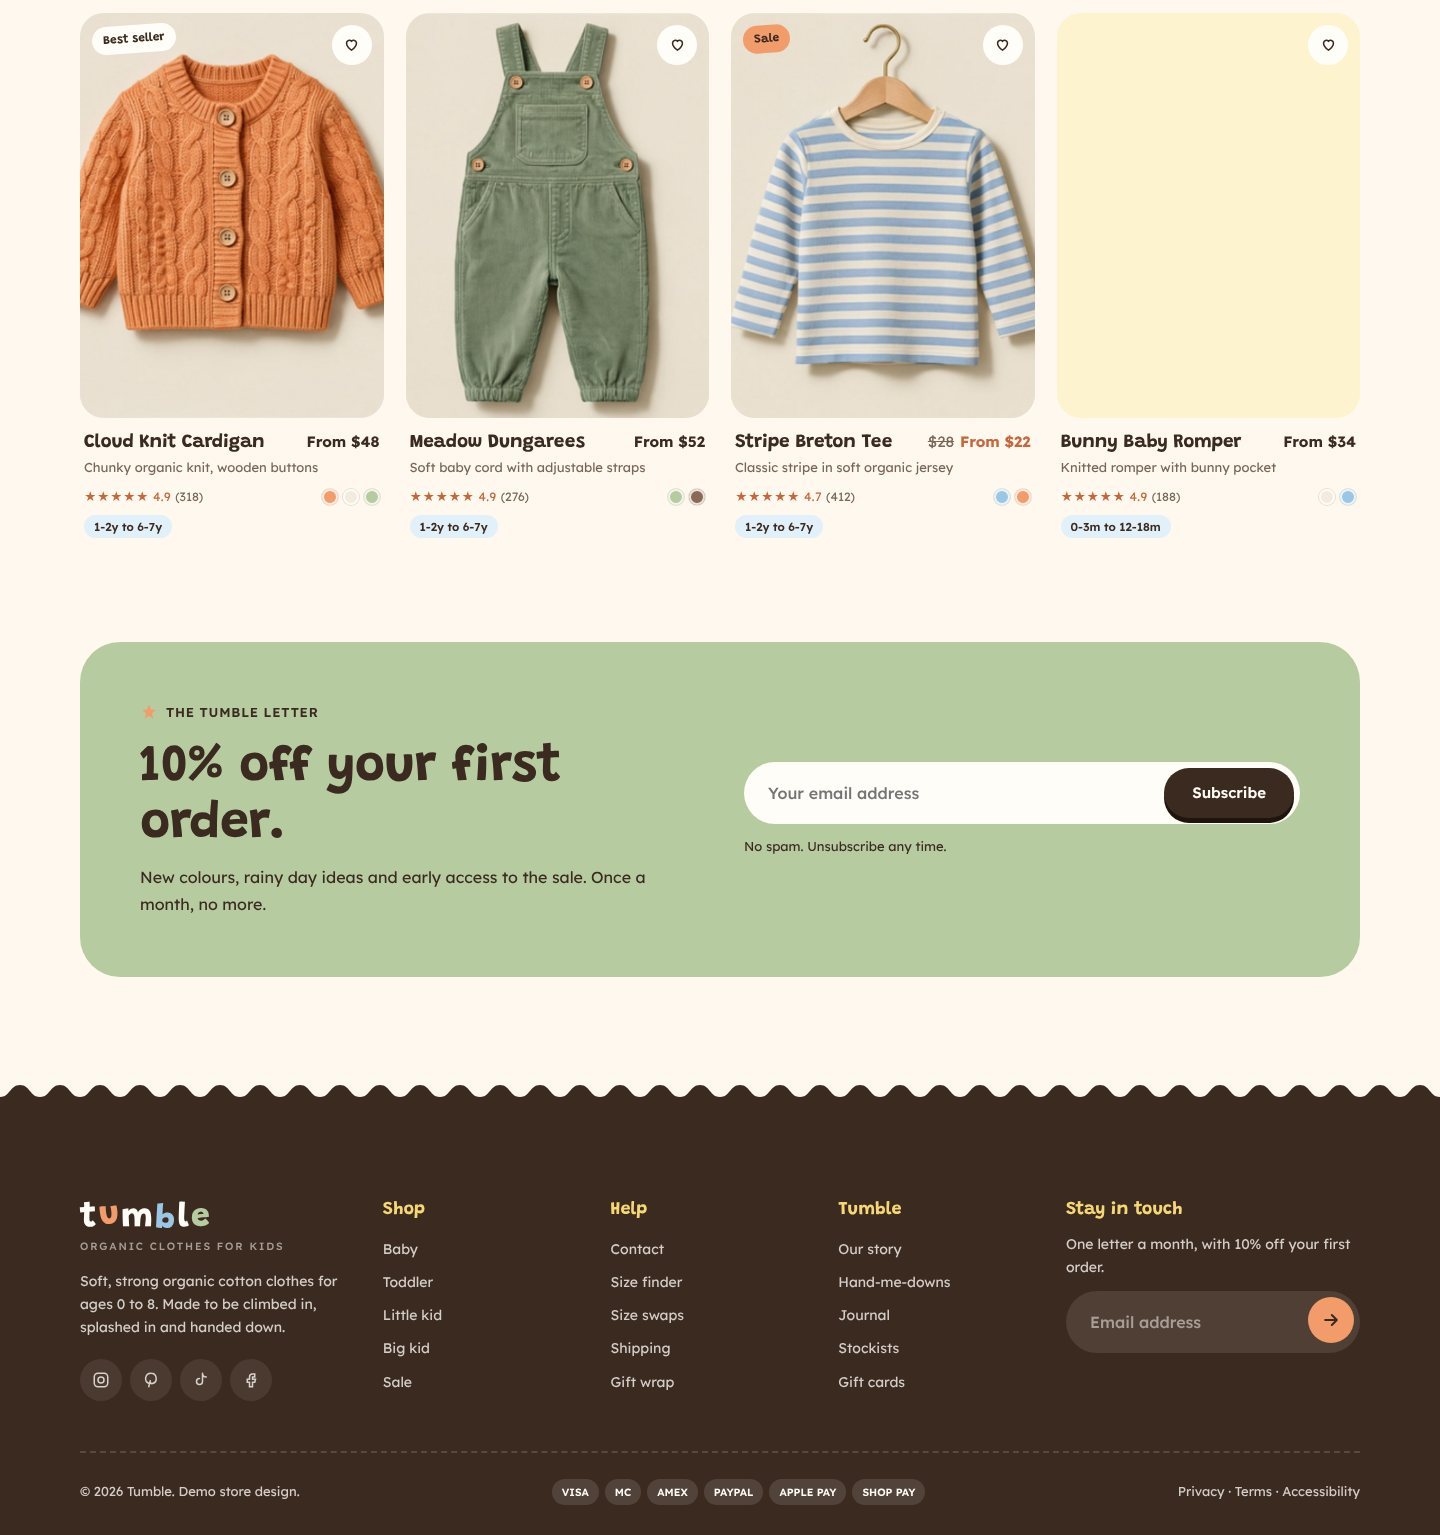 Best seller
Sale
Cloud Knit Cardigan From $48
Chunky organic knit, wooden buttons
★★★★★ 4.9 (318)
1-2y to 6-7y
Meadow Dungarees From $52
Soft baby cord with adjustable straps
★★★★★ 4.9 (276)
1-2y to 6-7y
Stripe Breton Tee $28 From $22
Classic stripe in soft organic jersey
★★★★★ 4.7 (412)
1-2y to 6-7y
Bunny Baby Romper From $34
Knitted romper with bunny pocket
★★★★★ 4.9 (188)
0-3m to 12-18m
THE TUMBLE LETTER
10% off your first
order.
New colours, rainy day ideas and early access to the sale. Once a
month, no more.
Your email address
Subscribe
No spam. Unsubscribe any time.
tumble
ORGANIC CLOTHES FOR KIDS
Soft, strong organic cotton clothes for
ages 0 to 8. Made to be climbed in,
splashed in and handed down.
Shop
Baby
Toddler
Little kid
Big kid
Sale
Help
Contact
Size finder
Size swaps
Shipping
Gift wrap
Tumble
Our story
Hand-me-downs
Journal
Stockists
Gift cards
Stay in touch
One letter a month, with 10% off your first
order.
Email address
© 2026 Tumble. Demo store design.
VISA MC AMEX PAYPAL APPLE PAY SHOP PAY
Privacy · Terms · Accessibility